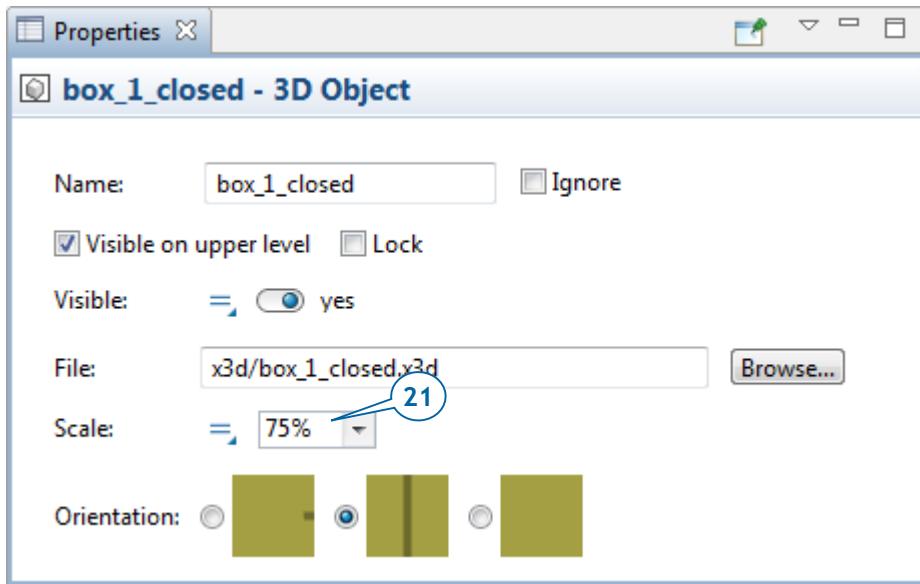 Properties
box_1_closed - 3D Object
Name: box_1_closed Ignore
Visible on upper level Lock
Visible: yes
File: x3d/box_1_closed.x3d Browse...
21
Scale: 75%
Orientation: